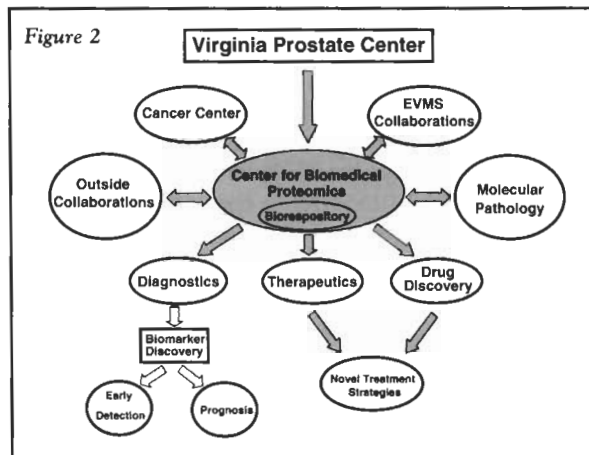 Figure 2
Virginia Prostate Center
Cancer Center
EVMS
Collaborations
Outside
Collaborations
Center for Biomedical
Proteomics
Biorespository
Molecular
Pathology
Diagnostics
Therapeutics
Drug
Discovery
Biomarker
Discovery
Early
Detection
Prognosis
Novel Treatment
Strategies